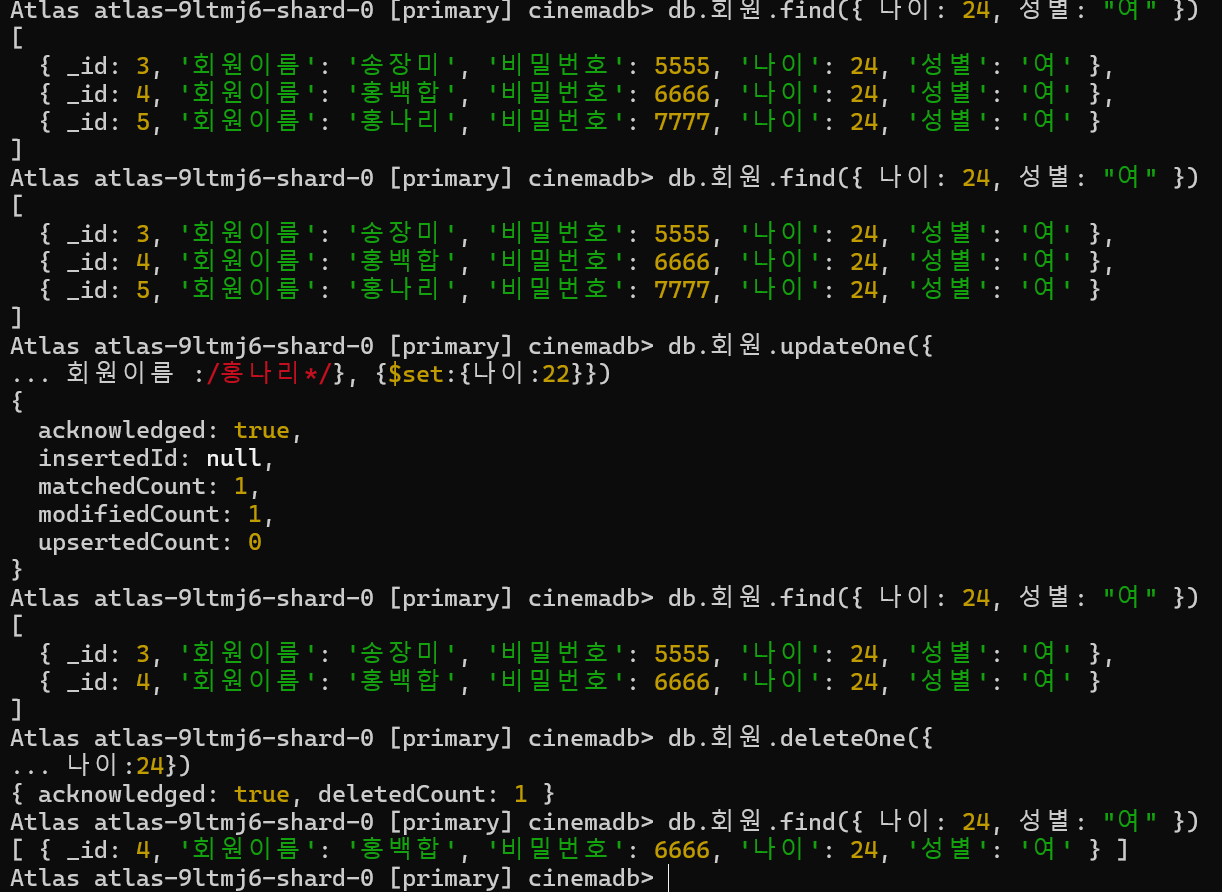 Atlas atlas-9ltmj6-shard-0 [primary] cinemadb> db.회원.find({ 나이: 24, 성별: "여" })
[
  { _id: 3, '회원이름': '송장미', '비밀번호': 5555, '나이': 24, '성별': '여' },
  { _id: 4, '회원이름': '홍백합', '비밀번호': 6666, '나이': 24, '성별': '여' },
  { _id: 5, '회원이름': '홍나리', '비밀번호': 7777, '나이': 24, '성별': '여' }
]
Atlas atlas-9ltmj6-shard-0 [primary] cinemadb> db.회원.find({ 나이: 24, 성별: "여" })
[
  { _id: 3, '회원이름': '송장미', '비밀번호': 5555, '나이': 24, '성별': '여' },
  { _id: 4, '회원이름': '홍백합', '비밀번호': 6666, '나이': 24, '성별': '여' },
  { _id: 5, '회원이름': '홍나리', '비밀번호': 7777, '나이': 24, '성별': '여' }
]
Atlas atlas-9ltmj6-shard-0 [primary] cinemadb> db.회원.updateOne({
... 회원이름 :/홍나리*/}, {$set:{나이:22}})
{
  acknowledged: true,
  insertedId: null,
  matchedCount: 1,
  modifiedCount: 1,
  upsertedCount: 0
}
Atlas atlas-9ltmj6-shard-0 [primary] cinemadb> db.회원.find({ 나이: 24, 성별: "여" })
[
  { _id: 3, '회원이름': '송장미', '비밀번호': 5555, '나이': 24, '성별': '여' },
  { _id: 4, '회원이름': '홍백합', '비밀번호': 6666, '나이': 24, '성별': '여' }
]
Atlas atlas-9ltmj6-shard-0 [primary] cinemadb> db.회원.deleteOne({
... 나이:24})
{ acknowledged: true, deletedCount: 1 }
Atlas atlas-9ltmj6-shard-0 [primary] cinemadb> db.회원.find({ 나이: 24, 성별: "여" })
[ { _id: 4, '회원이름': '홍백합', '비밀번호': 6666, '나이': 24, '성별': '여' } ]
Atlas atlas-9ltmj6-shard-0 [primary] cinemadb>